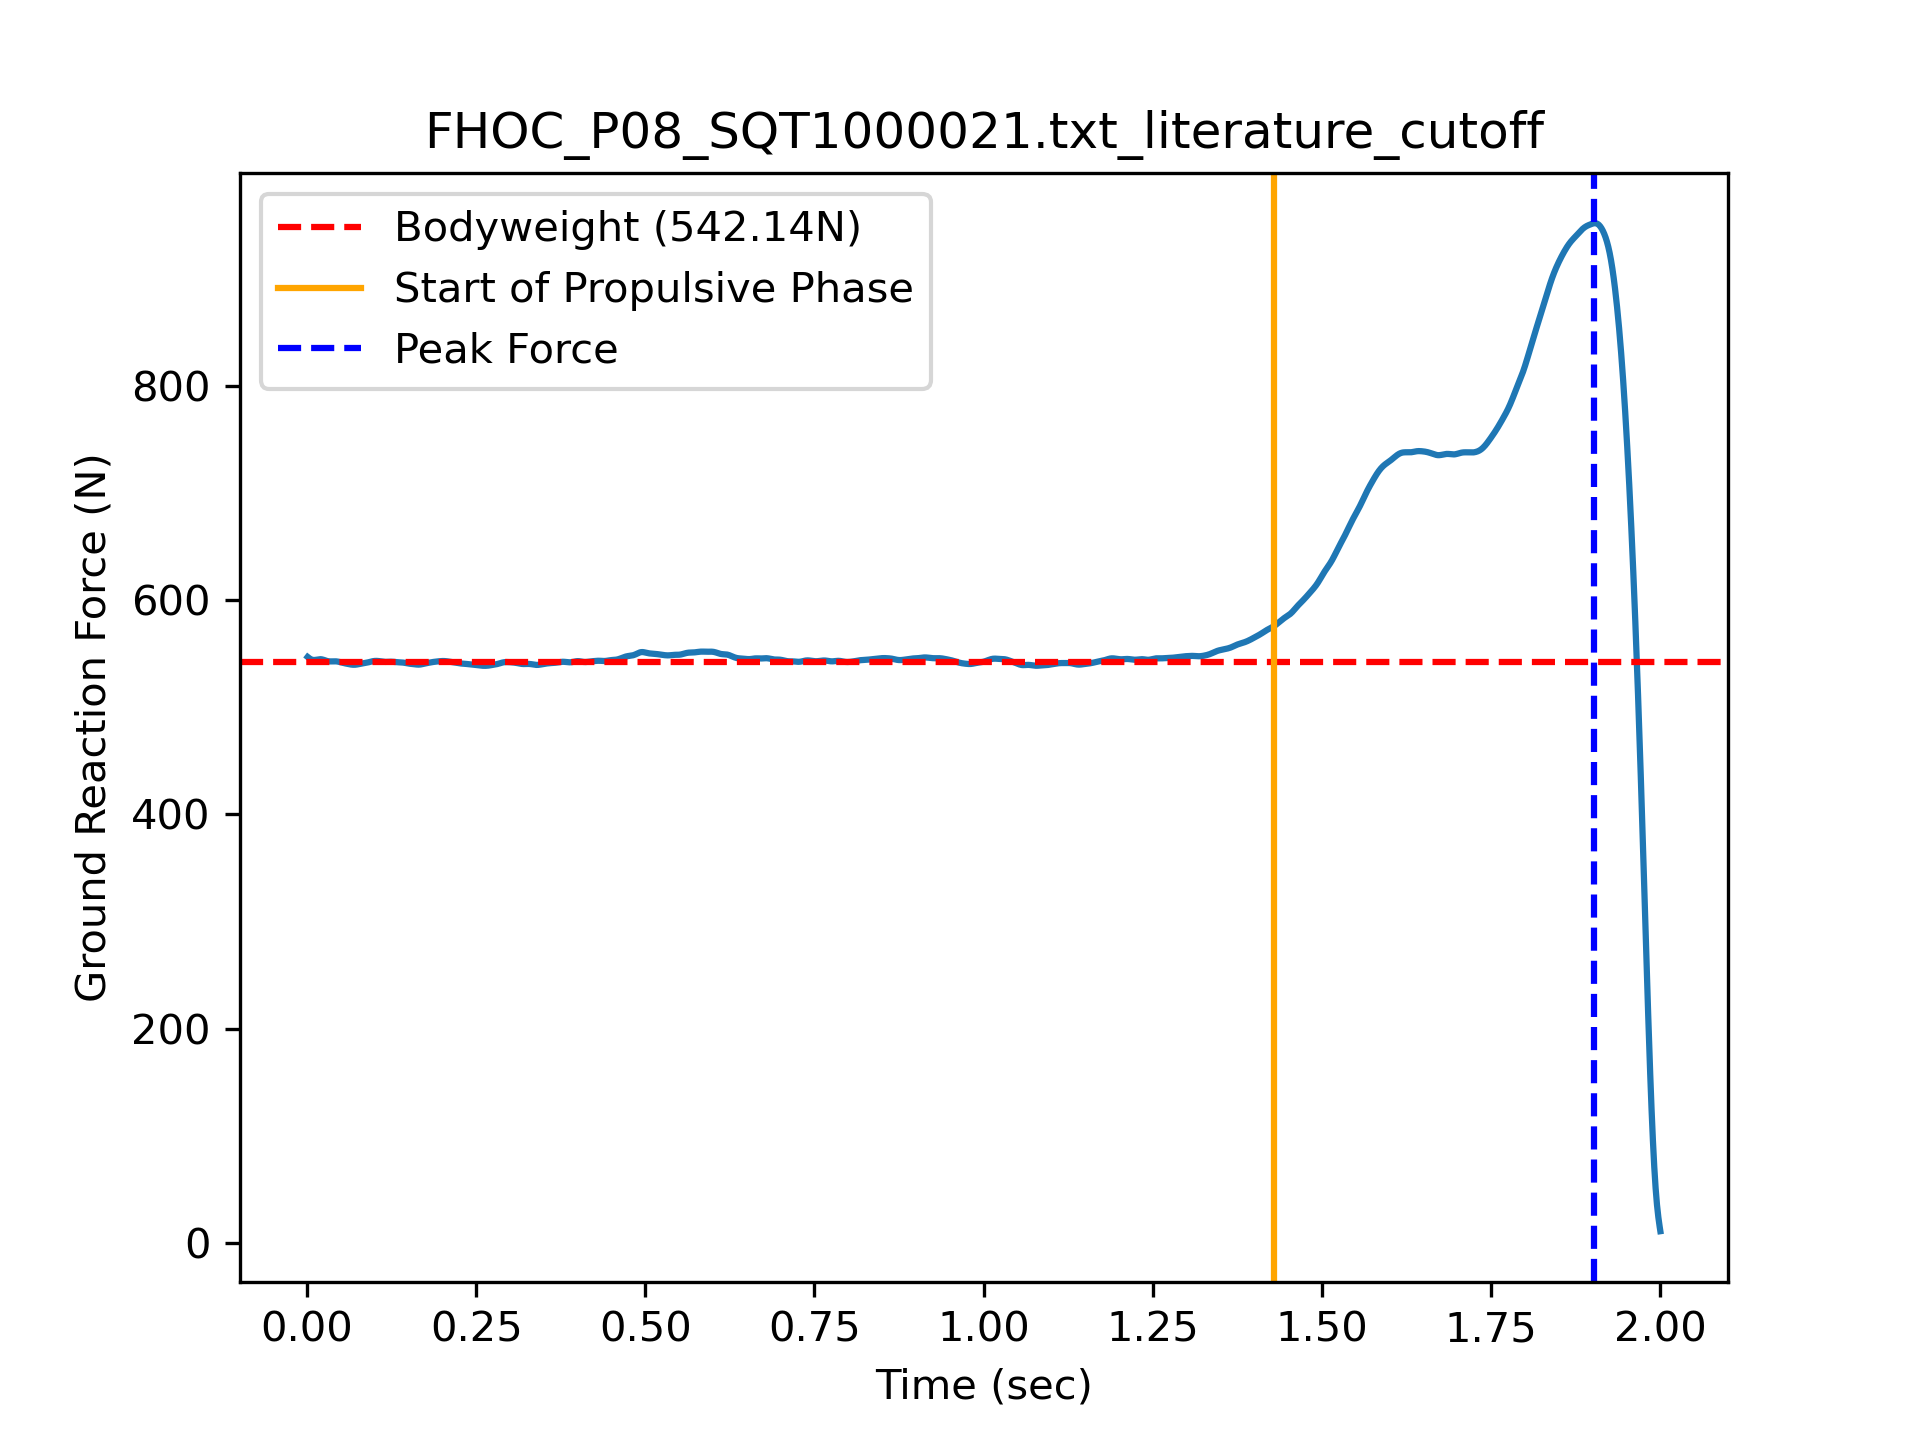 FHOC_P08_SQT1000021.txt_literature_cutoff
Bodyweight (542.14N)
Start of Propulsive Phase
Peak Force
Ground Reaction Force (N)
800
600
400
200
0
0.00 0.25 0.50 0.75 1.00 1.25 1.50 1.75 2.00
Time (sec)